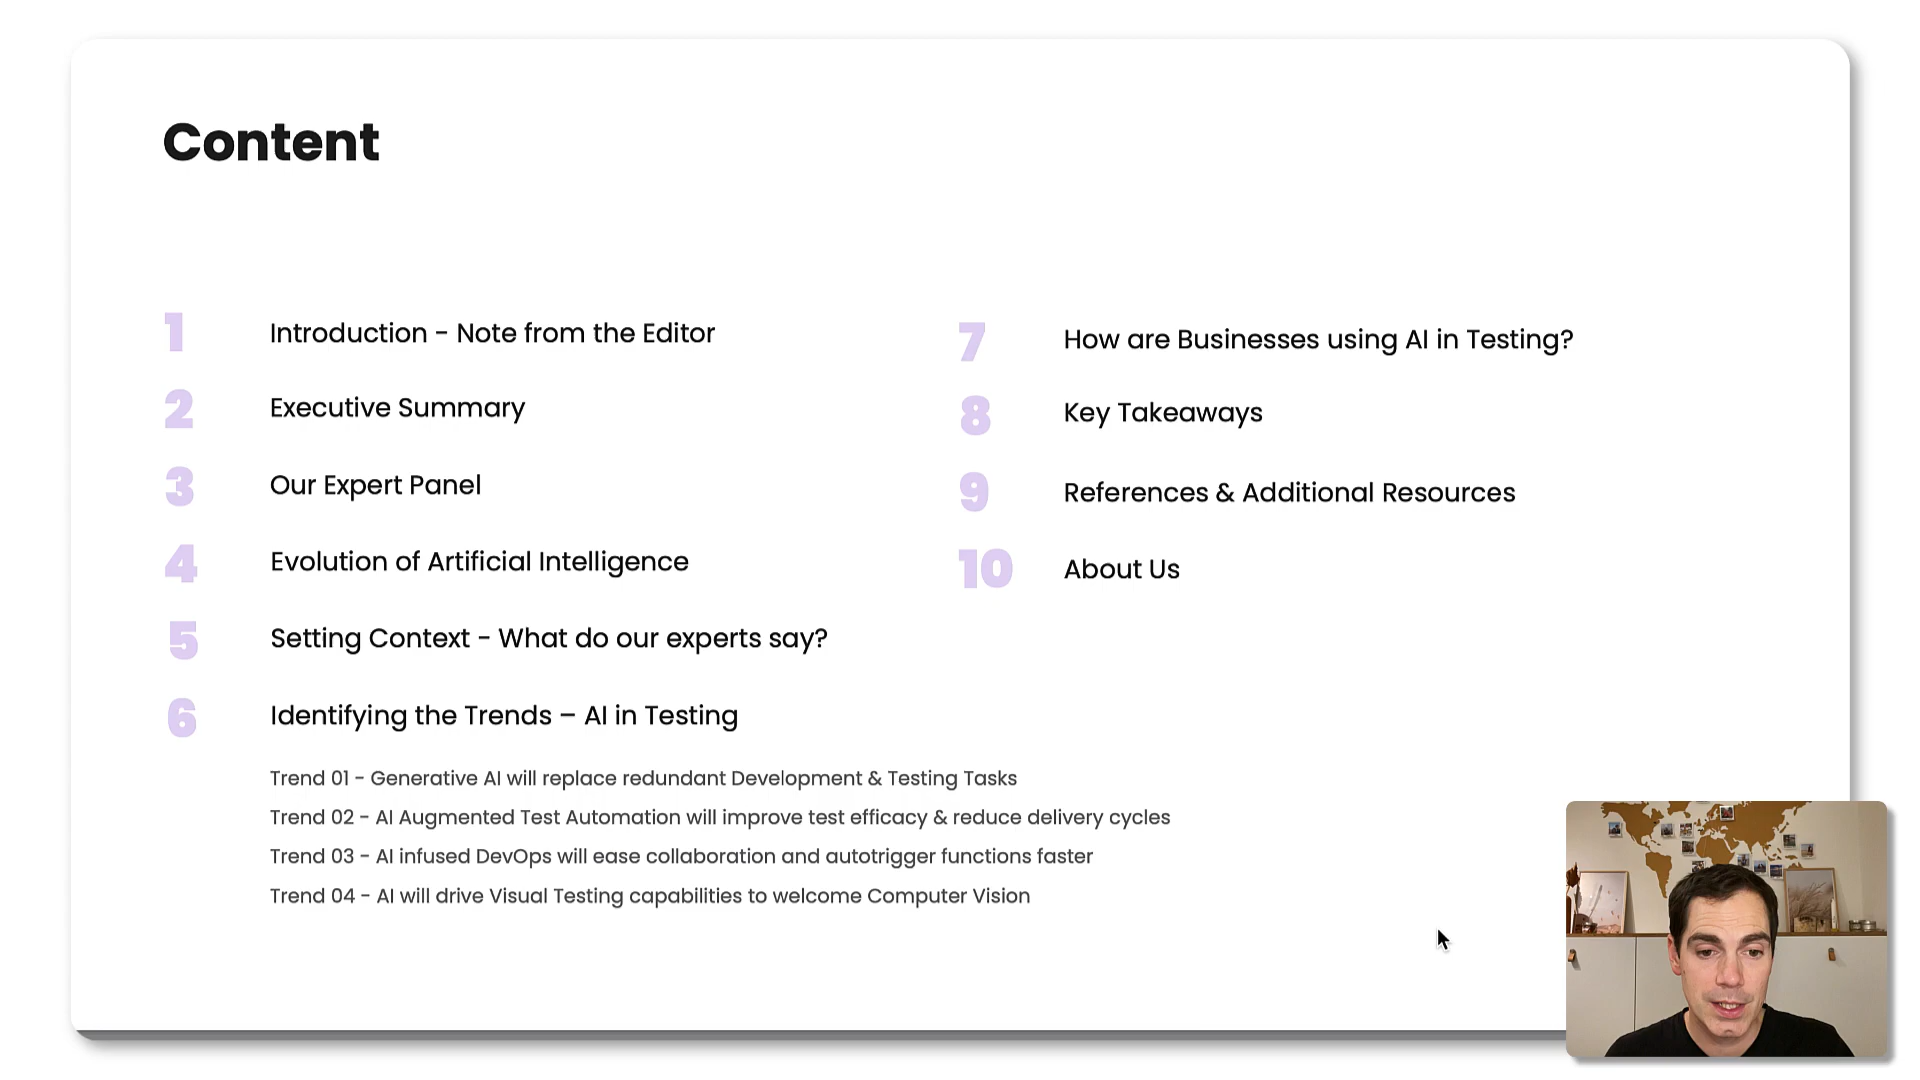 Content
1 Introduction - Note from the Editor
2 Executive Summary
3 Our Expert Panel
4 Evolution of Artificial Intelligence
5 Setting Context - What do our experts say?
6 Identifying the Trends – AI in Testing
Trend 01 - Generative AI will replace redundant Development & Testing Tasks
Trend 02 - AI Augmented Test Automation will improve test efficacy & reduce delivery cycles
Trend 03 - AI infused DevOps will ease collaboration and autotrigger functions faster
Trend 04 - AI will drive Visual Testing capabilities to welcome Computer Vision
7 How are Businesses using AI in Testing?
8 Key Takeaways
9 References & Additional Resources
10 About Us